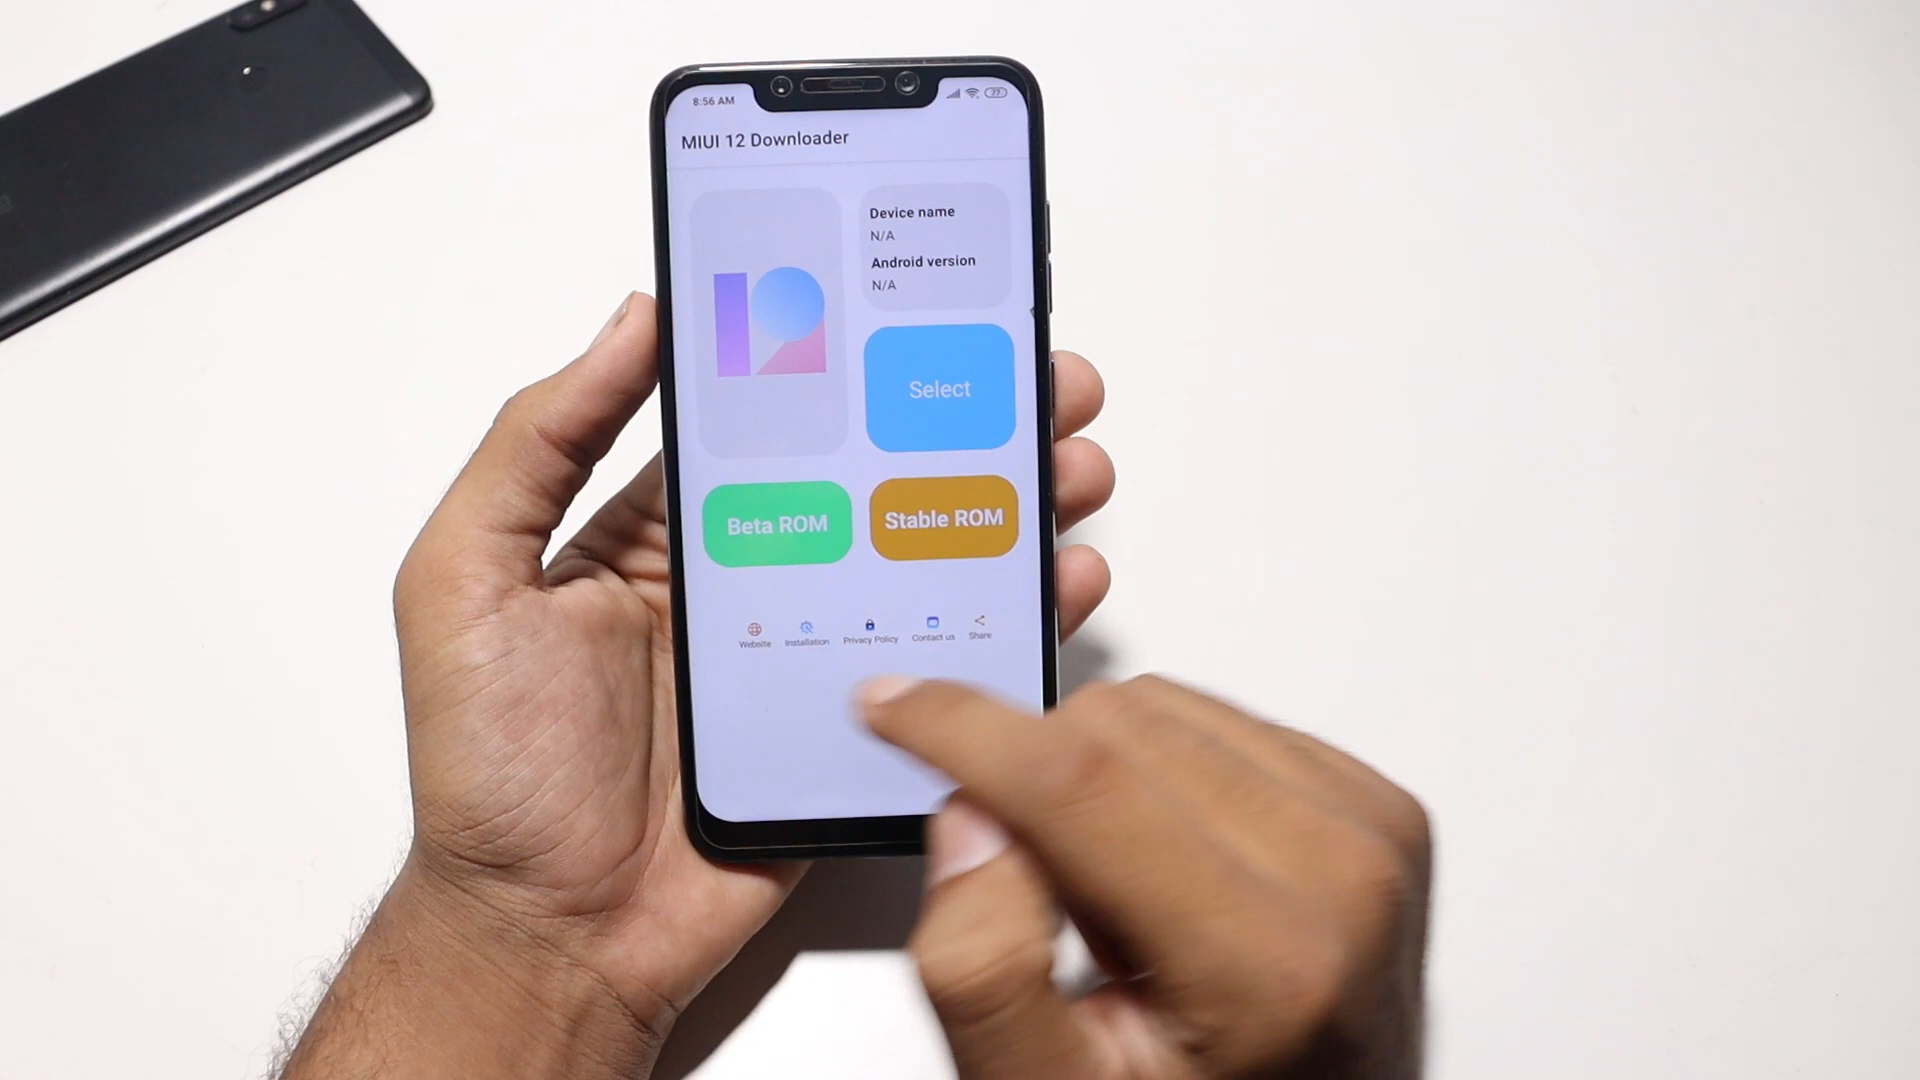 8:56 AM
77
MIUI 12 Downloader
Device name
N/A
Android version
N/A
Select
Beta ROM
Stable ROM
Website
Installation
Privacy Policy
Contact us
Share